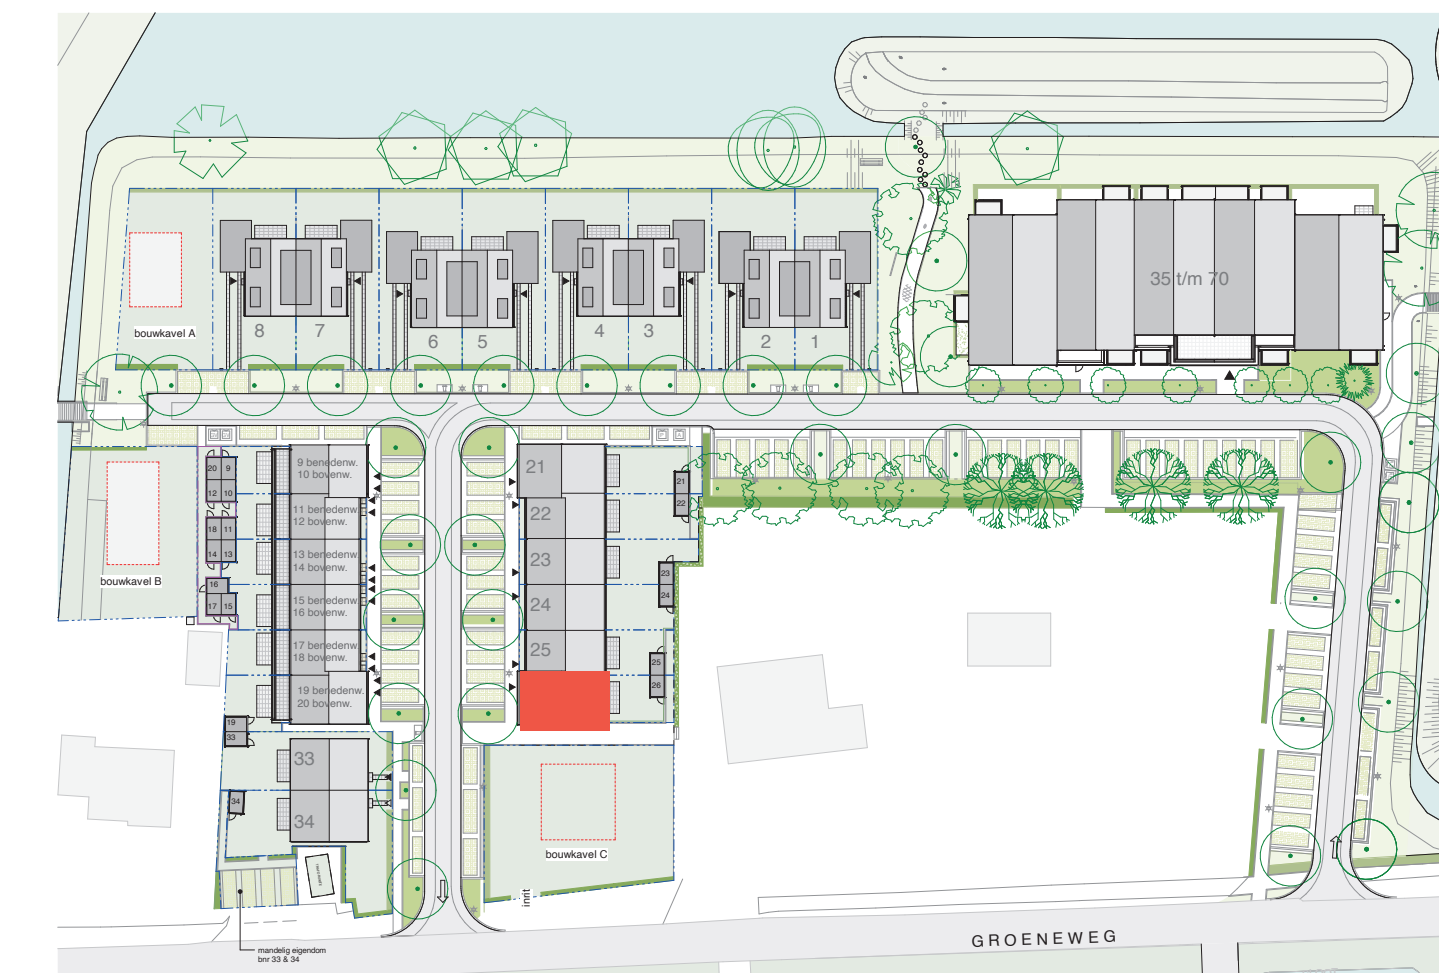 35 t/m 70
bouwkavel A
8
7
6
5
4
3
2
1
9 benedenw.
10 bovenw.
11 benedenw.
12 bovenw.
13 benedenw.
14 bovenw.
15 benedenw.
16 bovenw.
17 benedenw.
18 bovenw.
19 benedenw.
20 bovenw.
20 9
12 10
18 11
14 13
16
17 15
bouwkavel B
21
22
23
24
25
21
22
23
24
25
26
19
33
34
33
34
bouwkavel C
inrit
GROENEWEG
mandelig eigendom
bnr 33 & 34